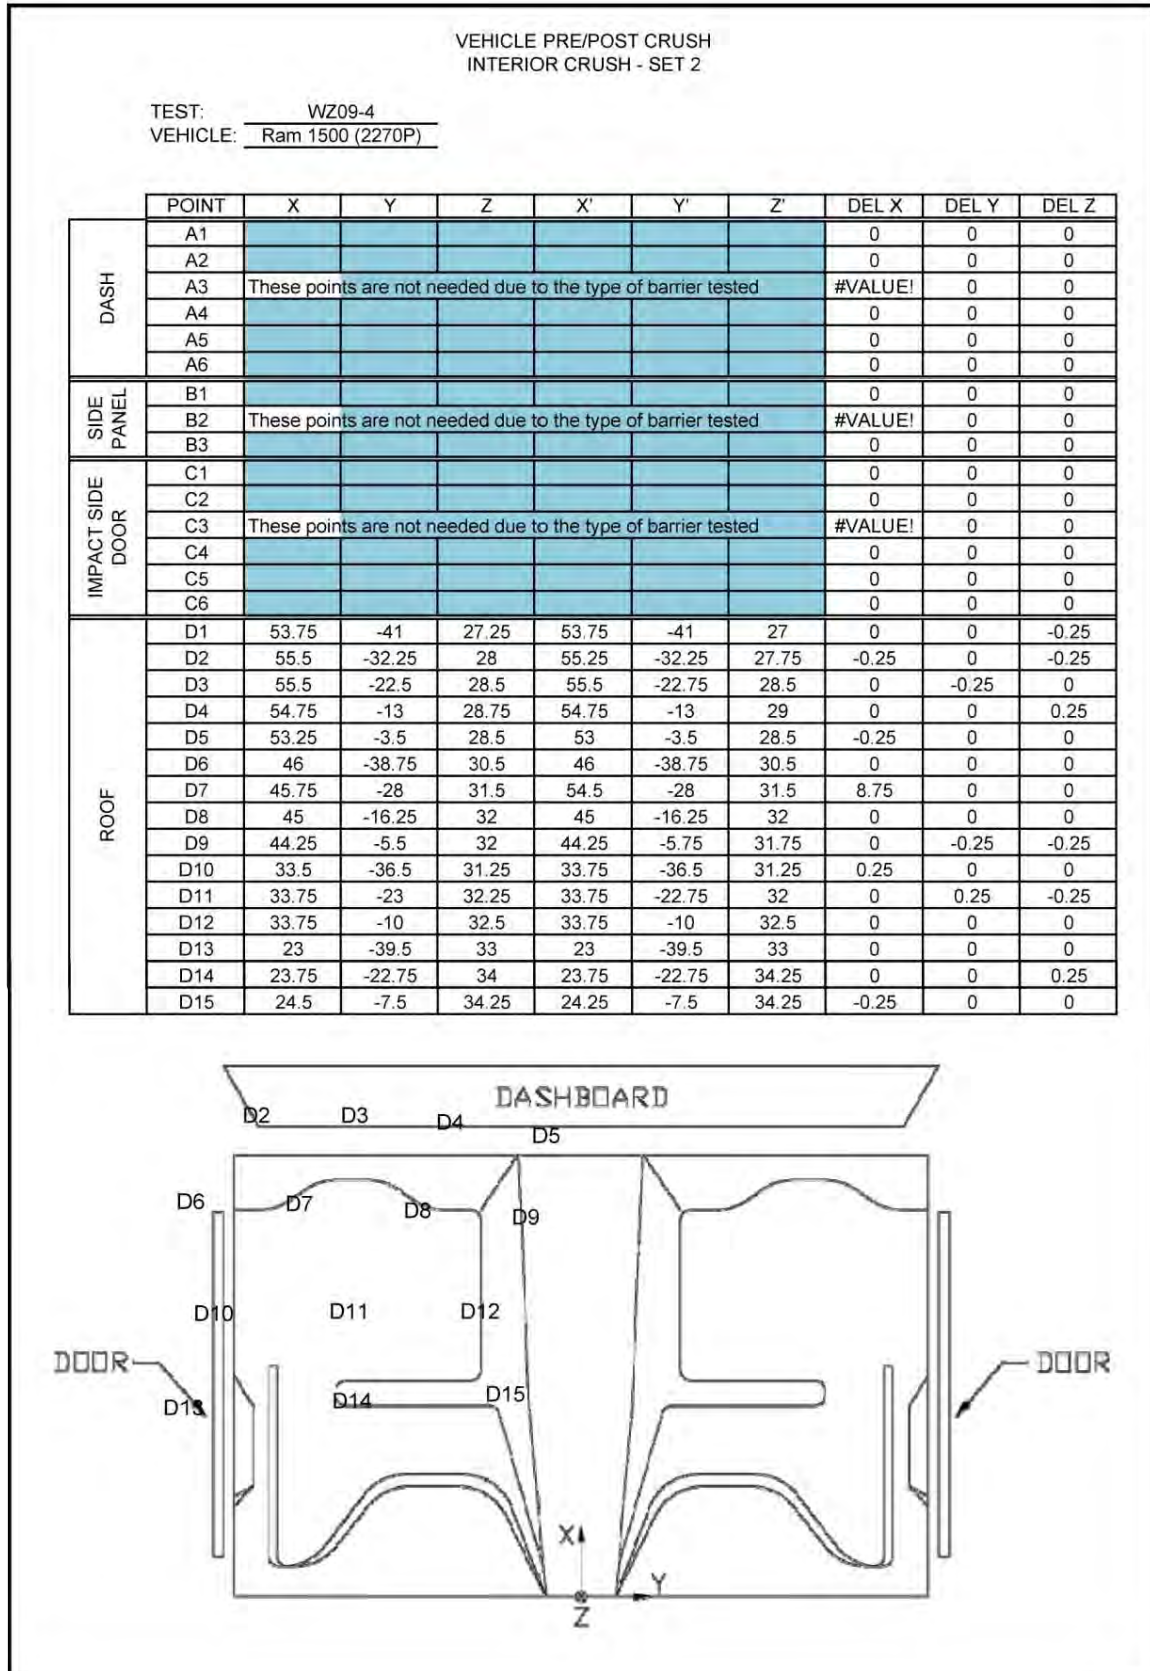 VEHICLE PRE/POST CRUSH
INTERIOR CRUSH - SET 2
TEST: WZ09-4
VEHICLE: Ram 1500 (2270P)
POINT X Y Z X' Y' Z' DEL X DEL Y DEL Z
DASH
A1 0 0 0
A2 0 0 0
A3 These points are not needed due to the type of barrier tested #VALUE! 0 0
A4 0 0 0
A5 0 0 0
A6 0 0 0
SIDE PANEL
B1 0 0 0
B2 These points are not needed due to the type of barrier tested #VALUE! 0 0
B3 0 0 0
IMPACT SIDE DOOR
C1 0 0 0
C2 0 0 0
C3 These points are not needed due to the type of barrier tested #VALUE! 0 0
C4 0 0 0
C5 0 0 0
C6 0 0 0
ROOF
D1 53.75 -41 27.25 53.75 -41 27 0 0 -0.25
D2 55.5 -32.25 28 55.25 -32.25 27.75 -0.25 0 -0.25
D3 55.5 -22.5 28.5 55.5 -22.75 28.5 0 -0.25 0
D4 54.75 -13 28.75 54.75 -13 29 0 0 0.25
D5 53.25 -3.5 28.5 53 -3.5 28.5 -0.25 0 0
D6 46 -38.75 30.5 46 -38.75 30.5 0 0 0
D7 45.75 -28 31.5 54.5 -28 31.5 8.75 0 0
D8 45 -16.25 32 45 -16.25 32 0 0 0
D9 44.25 -5.5 32 44.25 -5.75 31.75 0 -0.25 -0.25
D10 33.5 -36.5 31.25 33.75 -36.5 31.25 0.25 0 0
D11 33.75 -23 32.25 33.75 -22.75 32 0 0.25 -0.25
D12 33.75 -10 32.5 33.75 -10 32.5 0 0 0
D13 23 -39.5 33 23 -39.5 33 0 0 0
D14 23.75 -22.75 34 23.75 -22.75 34.25 0 0 0.25
D15 24.5 -7.5 34.25 24.25 -7.5 34.25 -0.25 0 0
DASHBOARD
D2 D3 D4 D5
D6 D7 D8 D9
D10 D11 D12
DOOR DOOR
D13 D14 D15
X
Y
Z